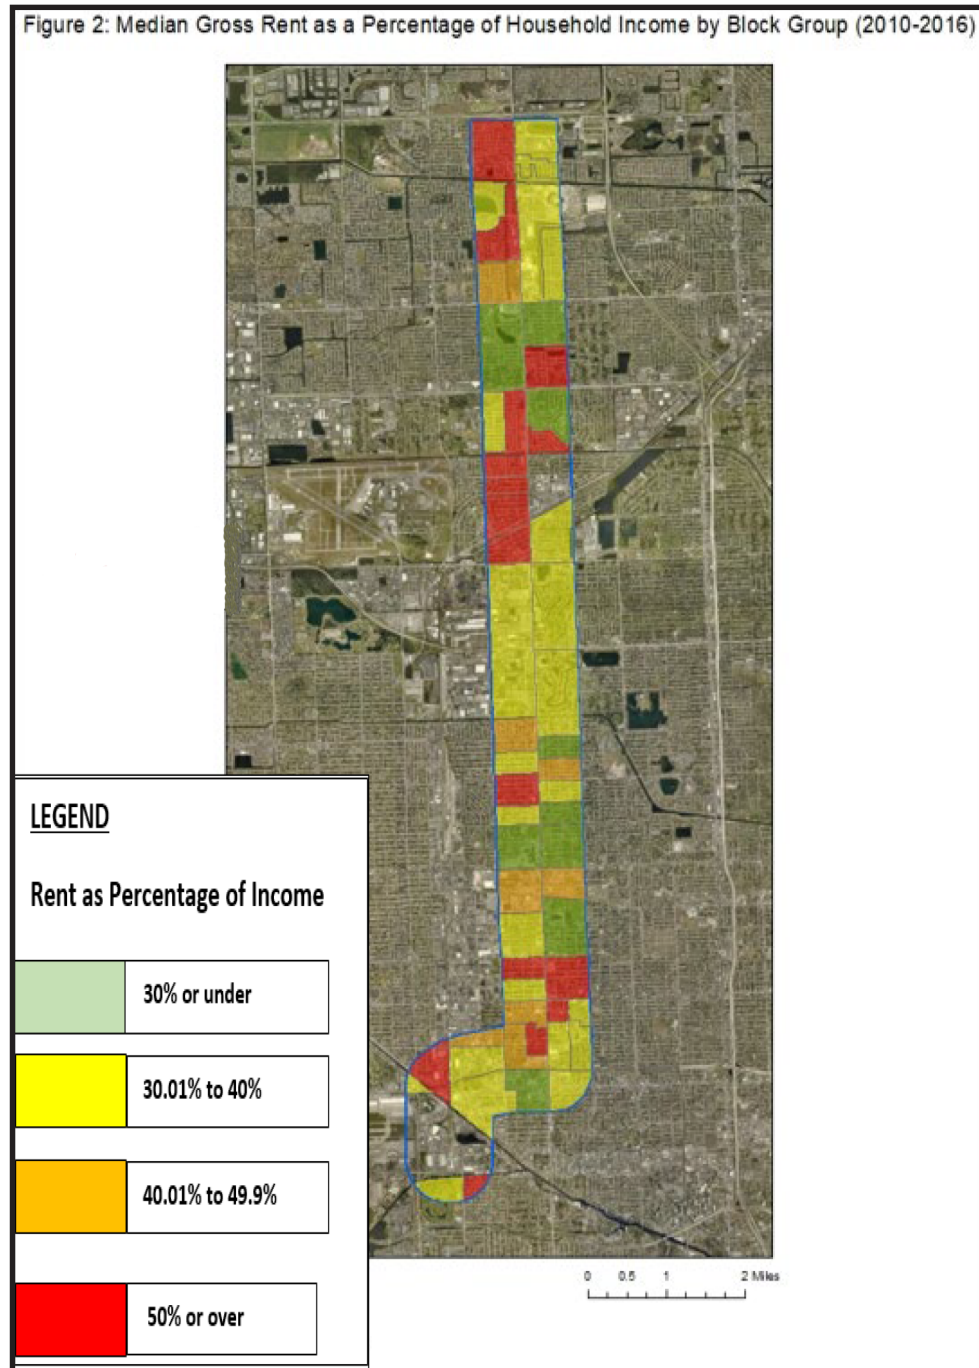 Figure 2: Median Gross Rent as a Percentage of Household Income by Block Group (2010-2016)
LEGEND
Rent as Percentage of Income
30% or under
30.01% to 40%
40.01% to 49.9%
50% or over
0 0.5 1 2 Miles